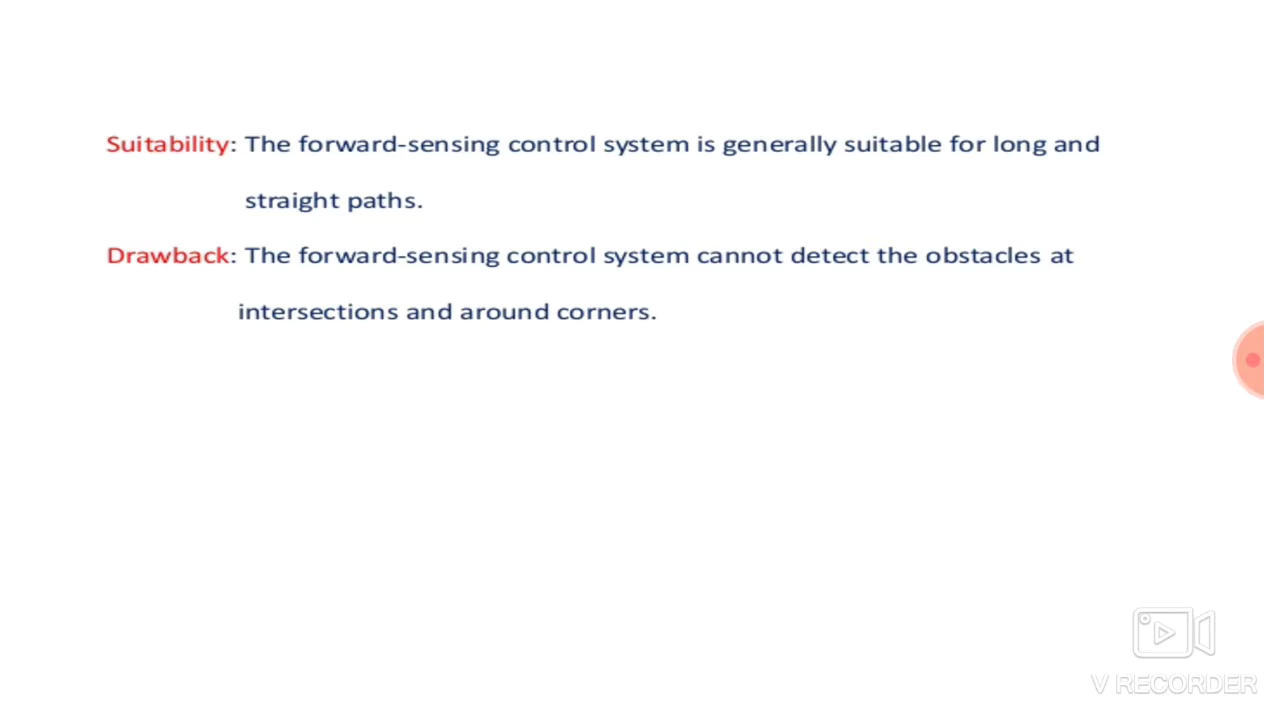 Suitability: The forward-sensing control system is generally suitable for long and
straight paths.
Drawback: The forward-sensing control system cannot detect the obstacles at
intersections and around corners.
V RECORDER